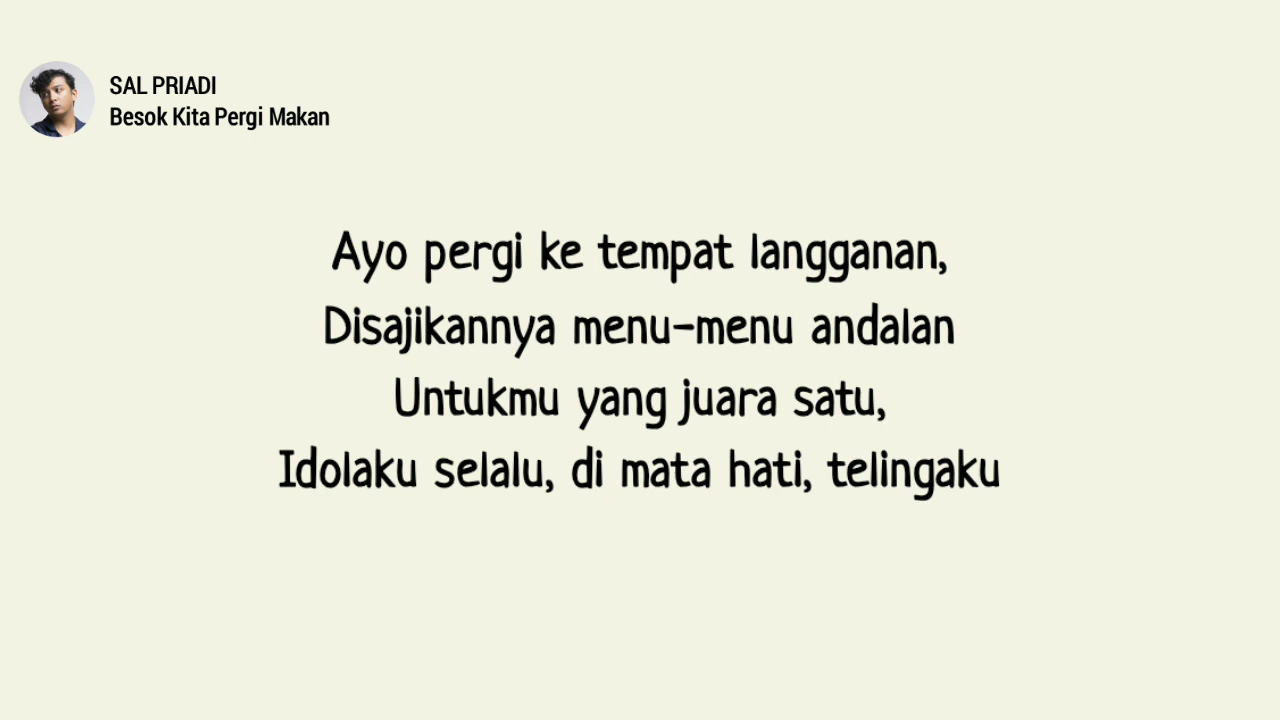 SAL PRIADI
Besok Kita Pergi Makan
Ayo pergi ke tempat langganan,
Disajikannya menu-menu andalan
Untukmu yang juara satu,
Idolaku selalu, di mata hati, telingaku